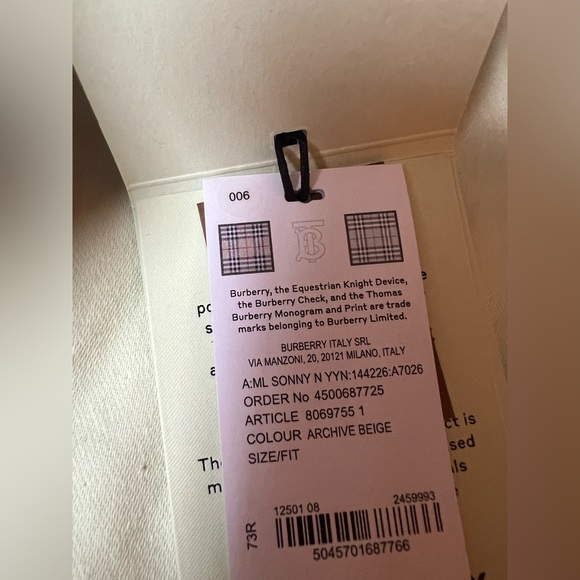 006
Burberry, the Equestrian Knight Device,
the Burberry Check, and the Thomas
Burberry Monogram and Print are trade
marks belonging to Burberry Limited.
BURBERRY ITALY SRL
VIA MANZONI, 20, 20121 MILANO, ITALY
A:ML SONNY N YYN:144226:A7026
ORDER No 4500687725
ARTICLE 8069755 1
COLOUR ARCHIVE BEIGE
SIZE/FIT
73R
12501 08 2459993
5045701687766
is